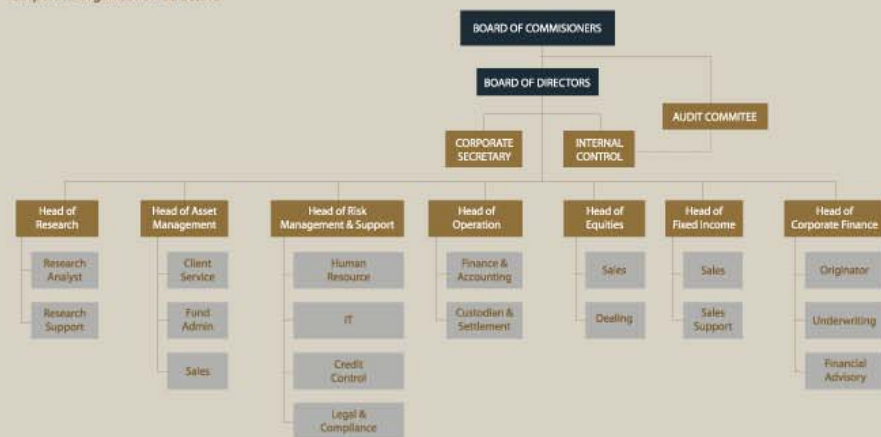 BOARD OF COMMISIONERS
BOARD OF DIRECTORS
AUDIT COMMITEE
CORPORATE
SECRETARY
INTERNAL
CONTROL
Head of
Research
Head of Asset
Management
Head of Risk
Management & Support
Head of
Operation
Head of
Equities
Head of
Fixed Income
Head of
Corporate Finance
Research
Analyst
Research
Support
Client
Service
Fund
Admin
Sales
Human
Resource
IT
Credit
Control
Legal &
Compliance
Finance &
Accounting
Custodian &
Settlement
Sales
Dealing
Sales
Sales
Support
Originator
Underwriting
Financial
Advisory